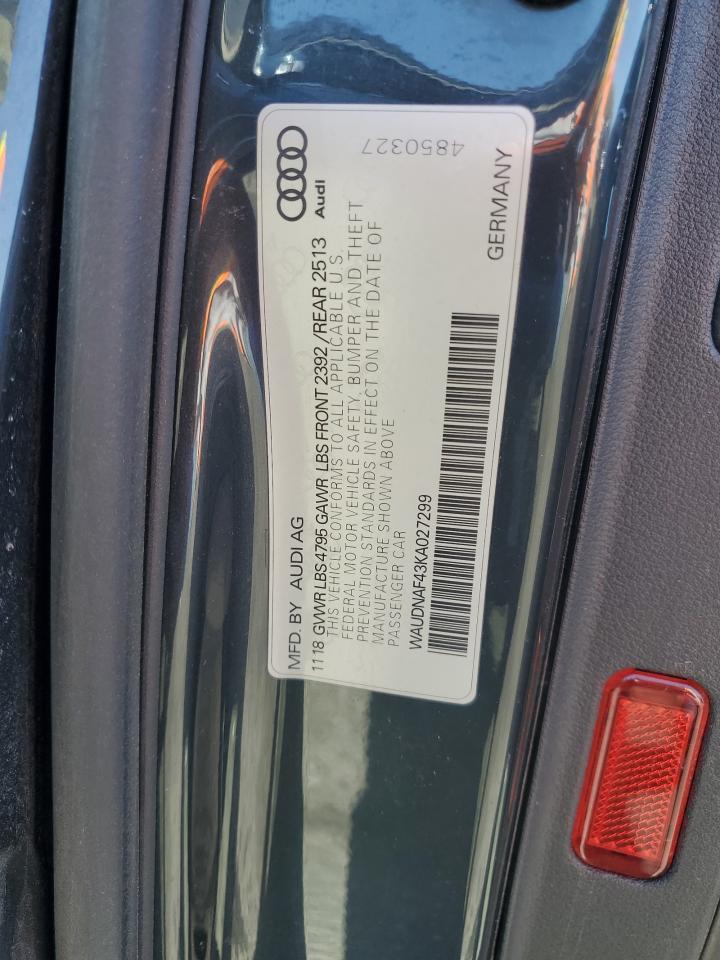 Audi
4850327
MFD. BY AUDI AG
GERMANY
11 18 GVWR LBS 4795 GAWR LBS FRONT 2392 /REAR 2513
THIS VEHICLE CONFORMS TO ALL APPLICABLE U.S.
FEDERAL MOTOR VEHICLE SAFETY, BUMPER AND THEFT
PREVENTION STANDARDS IN EFFECT ON THE DATE OF
MANUFACTURE SHOWN ABOVE
PASSENGER CAR
WAUDNAF43KA027299